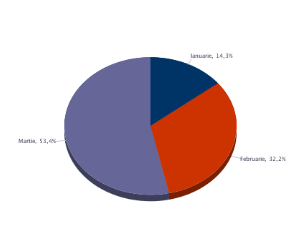 Ianuarie, 14,3%
Februarie, 32,2%
Martie, 53,4%